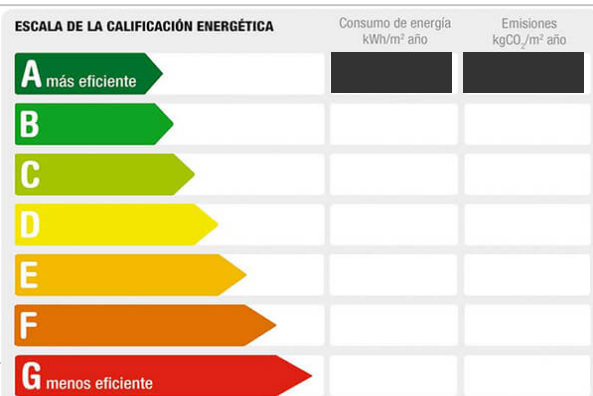 ESCALA DE LA CALIFICACIÓN ENERGÉTICA
Consumo de energía
kWh/m² año
Emisiones
kgCO₂/m² año
A más eficiente
B
C
D
E
F
G menos eficiente